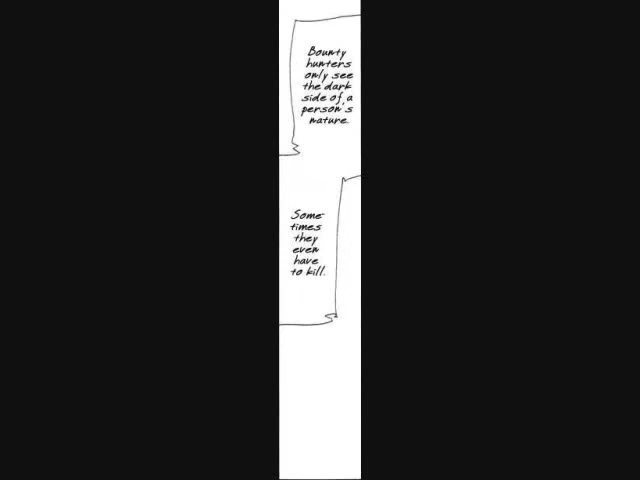 Bounty
hunters
only see
the dark
side of a
person's
nature.
Some-
times
they
even
have
to kill.